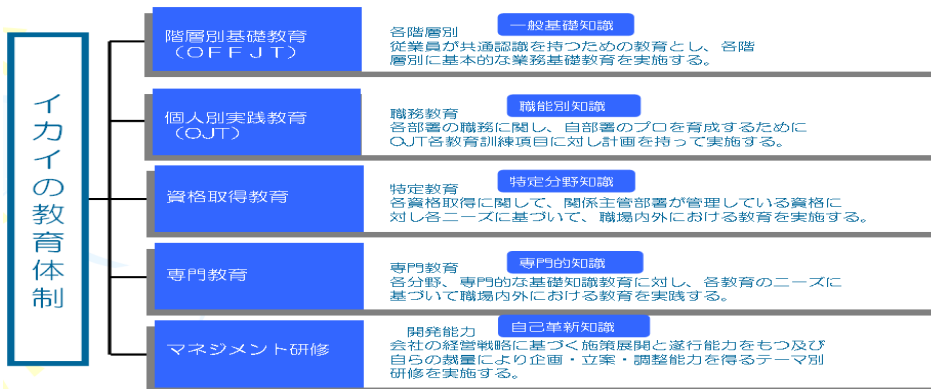 イカイの教育体制
階層別基礎教育
（OFFJT）
各階層別
一般基礎知識
従業員が共通認識を持つための教育とし、各階
層別に基本的な業務基礎教育を実施する。
個人別実践教育
（OJT）
職務教育
職能別知識
各部署の職務に関し、自部署のプロを育成するために
OJT各教育訓練項目に対し計画を持って実施する。
資格取得教育
特定教育
特定分野知識
各資格取得に関して、関係主管部署が管理している資格に
対し各ニーズに基づいて、職場内外における教育を実施する。
専門教育
専門教育
専門的知識
各分野、専門的な基礎知識教育に対し、各教育のニーズに
基づいて職場内外における教育を実践する。
マネジメント研修
開発能力
自己革新知識
会社の経営戦略に基づく施策展開と遂行能力をもつ及び
自らの裁量により企画・立案・調整能力を得るテーマ別
研修を実施する。